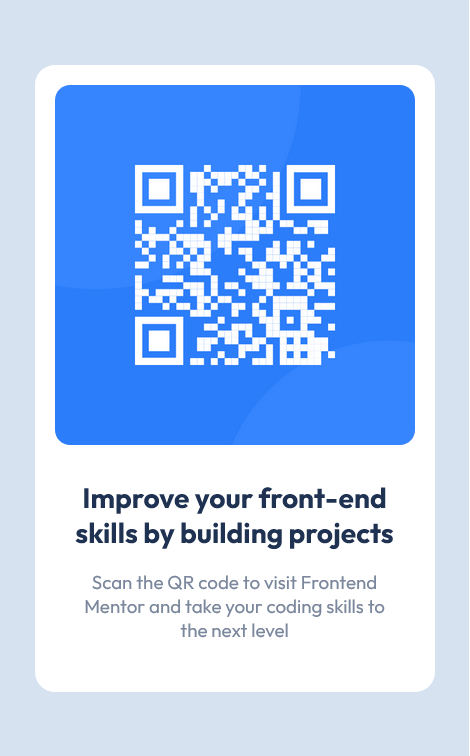 Improve your front-end
skills by building projects
Scan the QR code to visit Frontend
Mentor and take your coding skills to
the next level